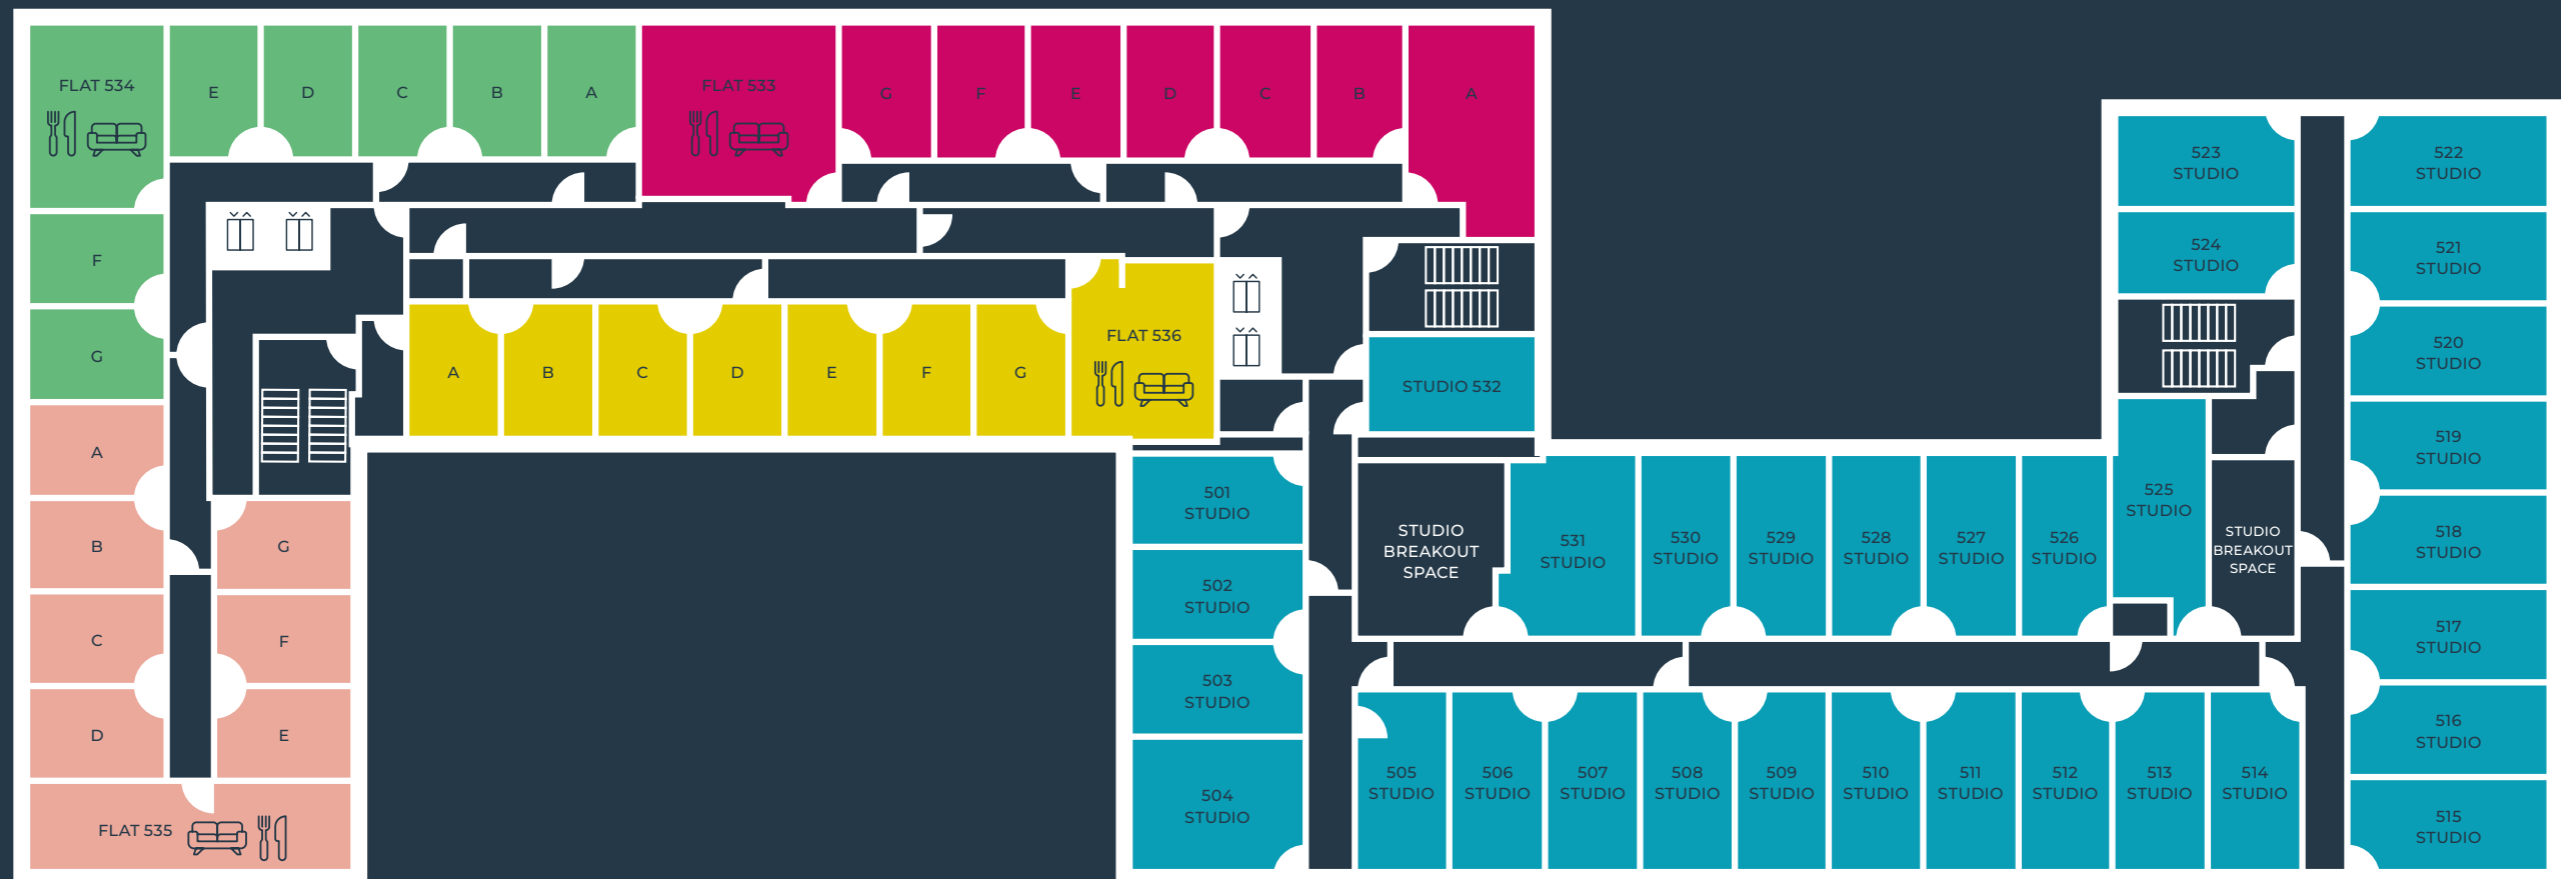 FLAT 534
E
D
C
B
A
FLAT 533
G
F
E
D
C
B
A
F
G
A
B
C
D
G
F
E
FLAT 535
A
B
C
D
E
F
G
FLAT 536
STUDIO 532
501
STUDIO
502
STUDIO
503
STUDIO
504
STUDIO
STUDIO
BREAKOUT
SPACE
531
STUDIO
530
STUDIO
529
STUDIO
528
STUDIO
527
STUDIO
526
STUDIO
525
STUDIO
STUDIO
BREAKOUT
SPACE
505
STUDIO
506
STUDIO
507
STUDIO
508
STUDIO
509
STUDIO
510
STUDIO
511
STUDIO
512
STUDIO
513
STUDIO
514
STUDIO
523
STUDIO
524
STUDIO
522
STUDIO
521
STUDIO
520
STUDIO
519
STUDIO
518
STUDIO
517
STUDIO
516
STUDIO
515
STUDIO